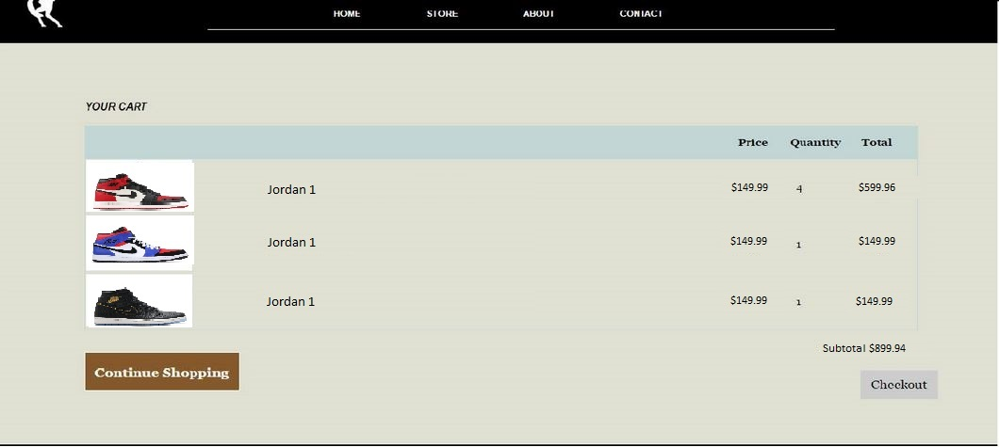 HOME STORE ABOUT CONTACT
YOUR CART
Price Quantity Total
Jordan 1 $149.99 4 $599.96
Jordan 1 $149.99 1 $149.99
Jordan 1 $149.99 1 $149.99
Subtotal $899.94
Continue Shopping
Checkout